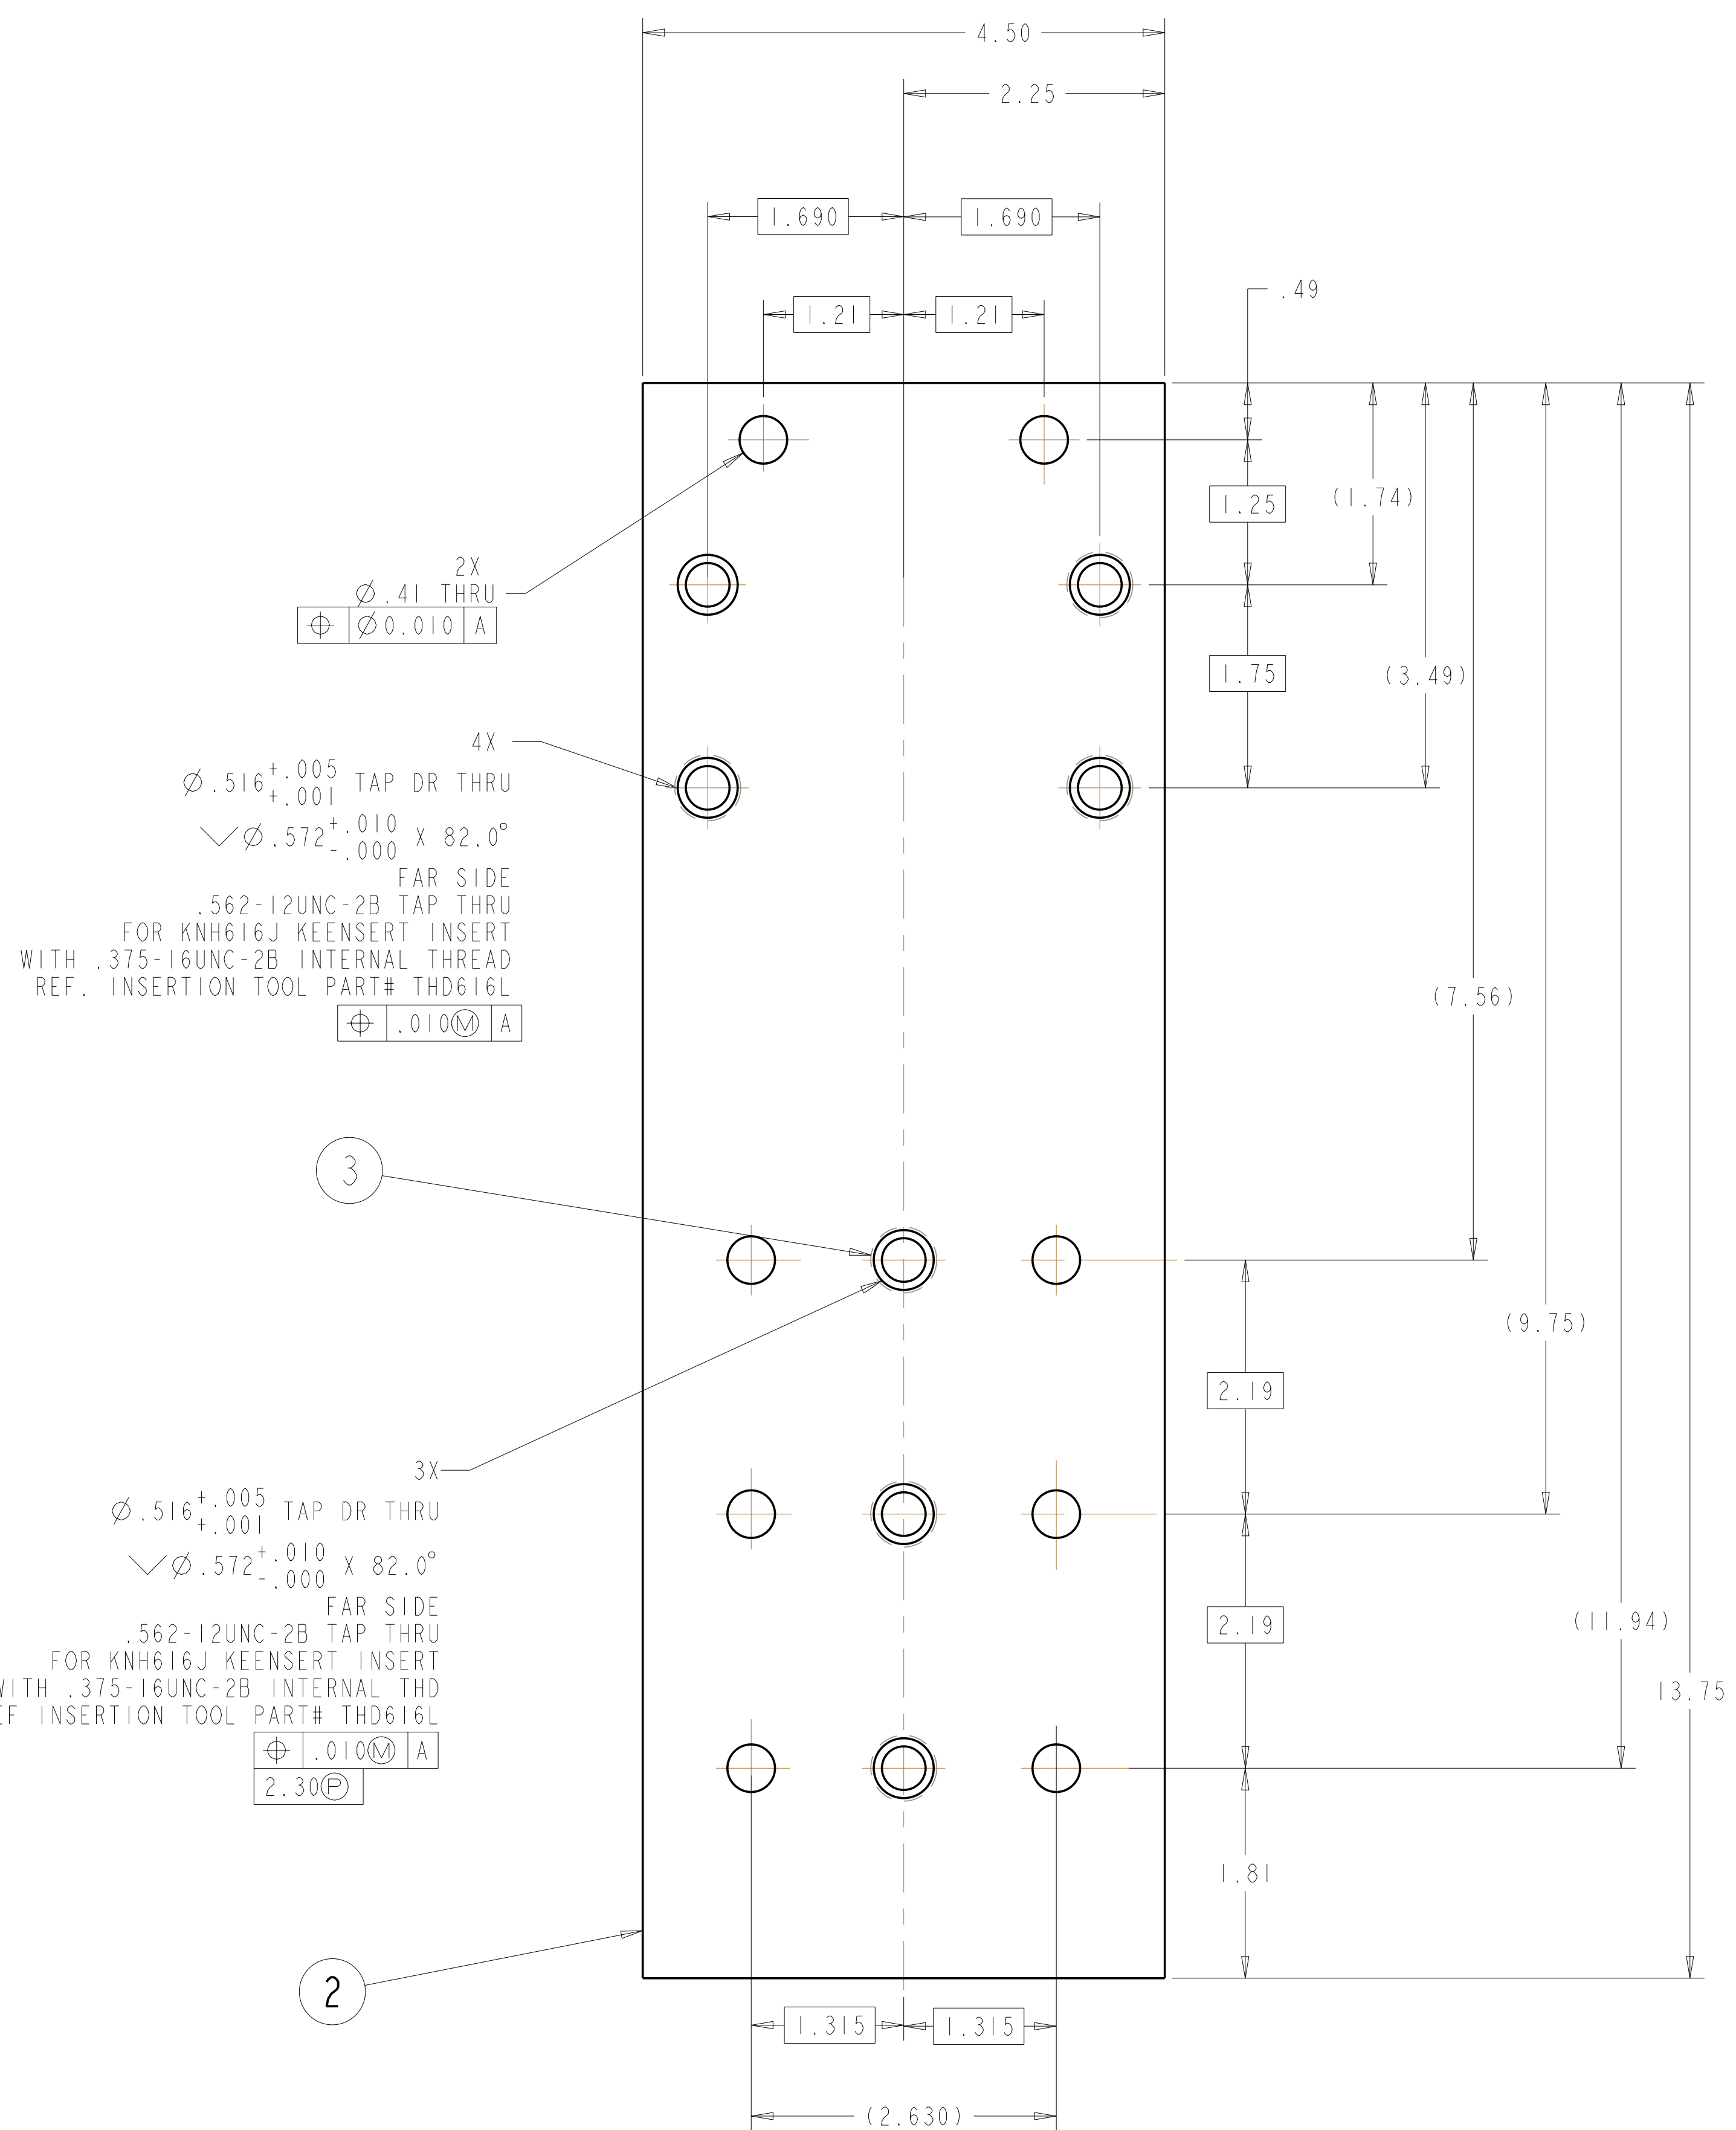 4.50
2.25
1.690
1.690
1.21
1.21
.49
1.25
(1.74)
1.75
(3.49)
2X
Ø.41 THRU
⌖ Ø0.010 A
4X
Ø.516 +.005 +.001 TAP DR THRU
⌵Ø.572 +.010 -.000 X 82.0°
FAR SIDE
.562-12UNC-2B TAP THRU
FOR KNH616J KEENSERT INSERT
WITH .375-16UNC-2B INTERNAL THREAD
REF. INSERTION TOOL PART# THD616L
⌖ .010Ⓜ A
(7.56)
3
(9.75)
2.19
3X
Ø.516 +.005 +.001 TAP DR THRU
⌵Ø.572 +.010 -.000 X 82.0°
FAR SIDE
.562-12UNC-2B TAP THRU
FOR KNH616J KEENSERT INSERT
WITH .375-16UNC-2B INTERNAL THD
EF INSERTION TOOL PART# THD616L
⌖ .010Ⓜ A
2.30Ⓟ
2.19
(11.94)
13.75
1.81
2
1.315
1.315
(2.630)